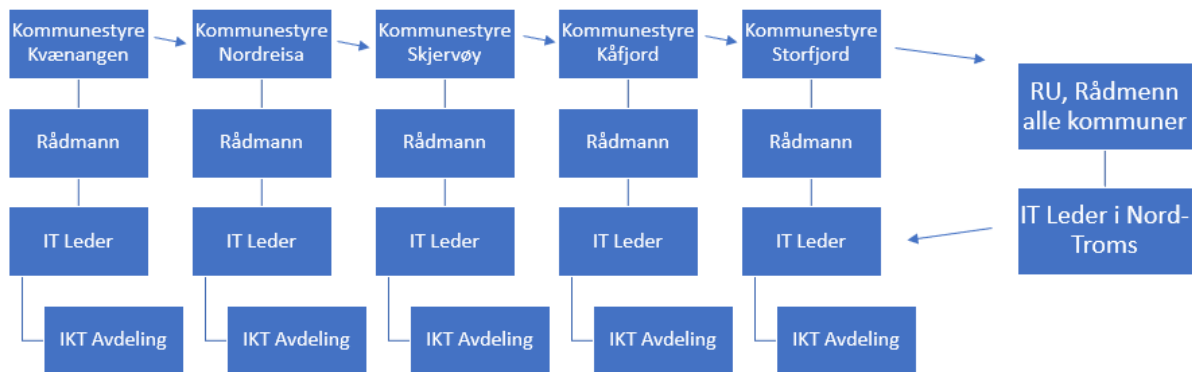 Kommunestyre
Kvænangen
Kommunestyre
Nordreisa
Kommunestyre
Skjervøy
Kommunestyre
Kåfjord
Kommunestyre
Storfjord
RU, Rådmenn
alle kommuner
Rådmann
Rådmann
Rådmann
Rådmann
Rådmann
IT Leder
IT Leder
IT Leder
IT Leder
IT Leder
IT Leder i Nord-
Troms
IKT Avdeling
IKT Avdeling
IKT Avdeling
IKT Avdeling
IKT Avdeling